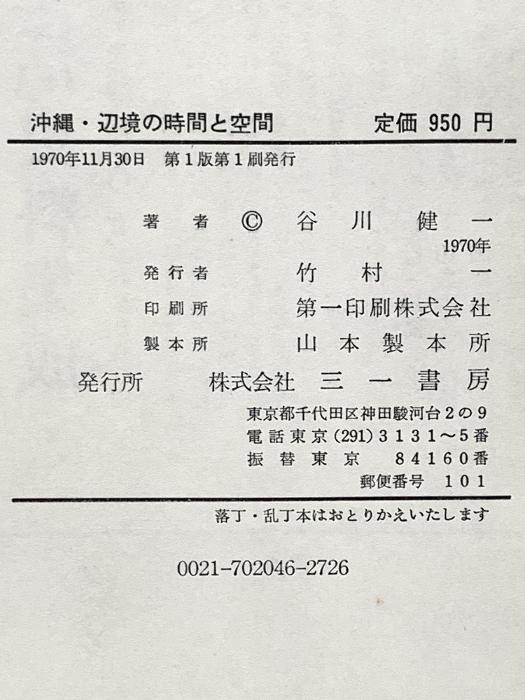 沖縄・辺境の時間と空間　定価 950 円
1970年11月30日　第1版第1刷発行
著者　©　谷川健一
1970年
発行者　竹村一
印刷所　第一印刷株式会社
製本所　山本製本所
発行所　株式会社 三一書房
東京都千代田区神田駿河台2の9
電話東京(291)3131〜5番
振替東京　84160番
郵便番号　101
落丁・乱丁本はおとりかえいたします
0021-702046-2726